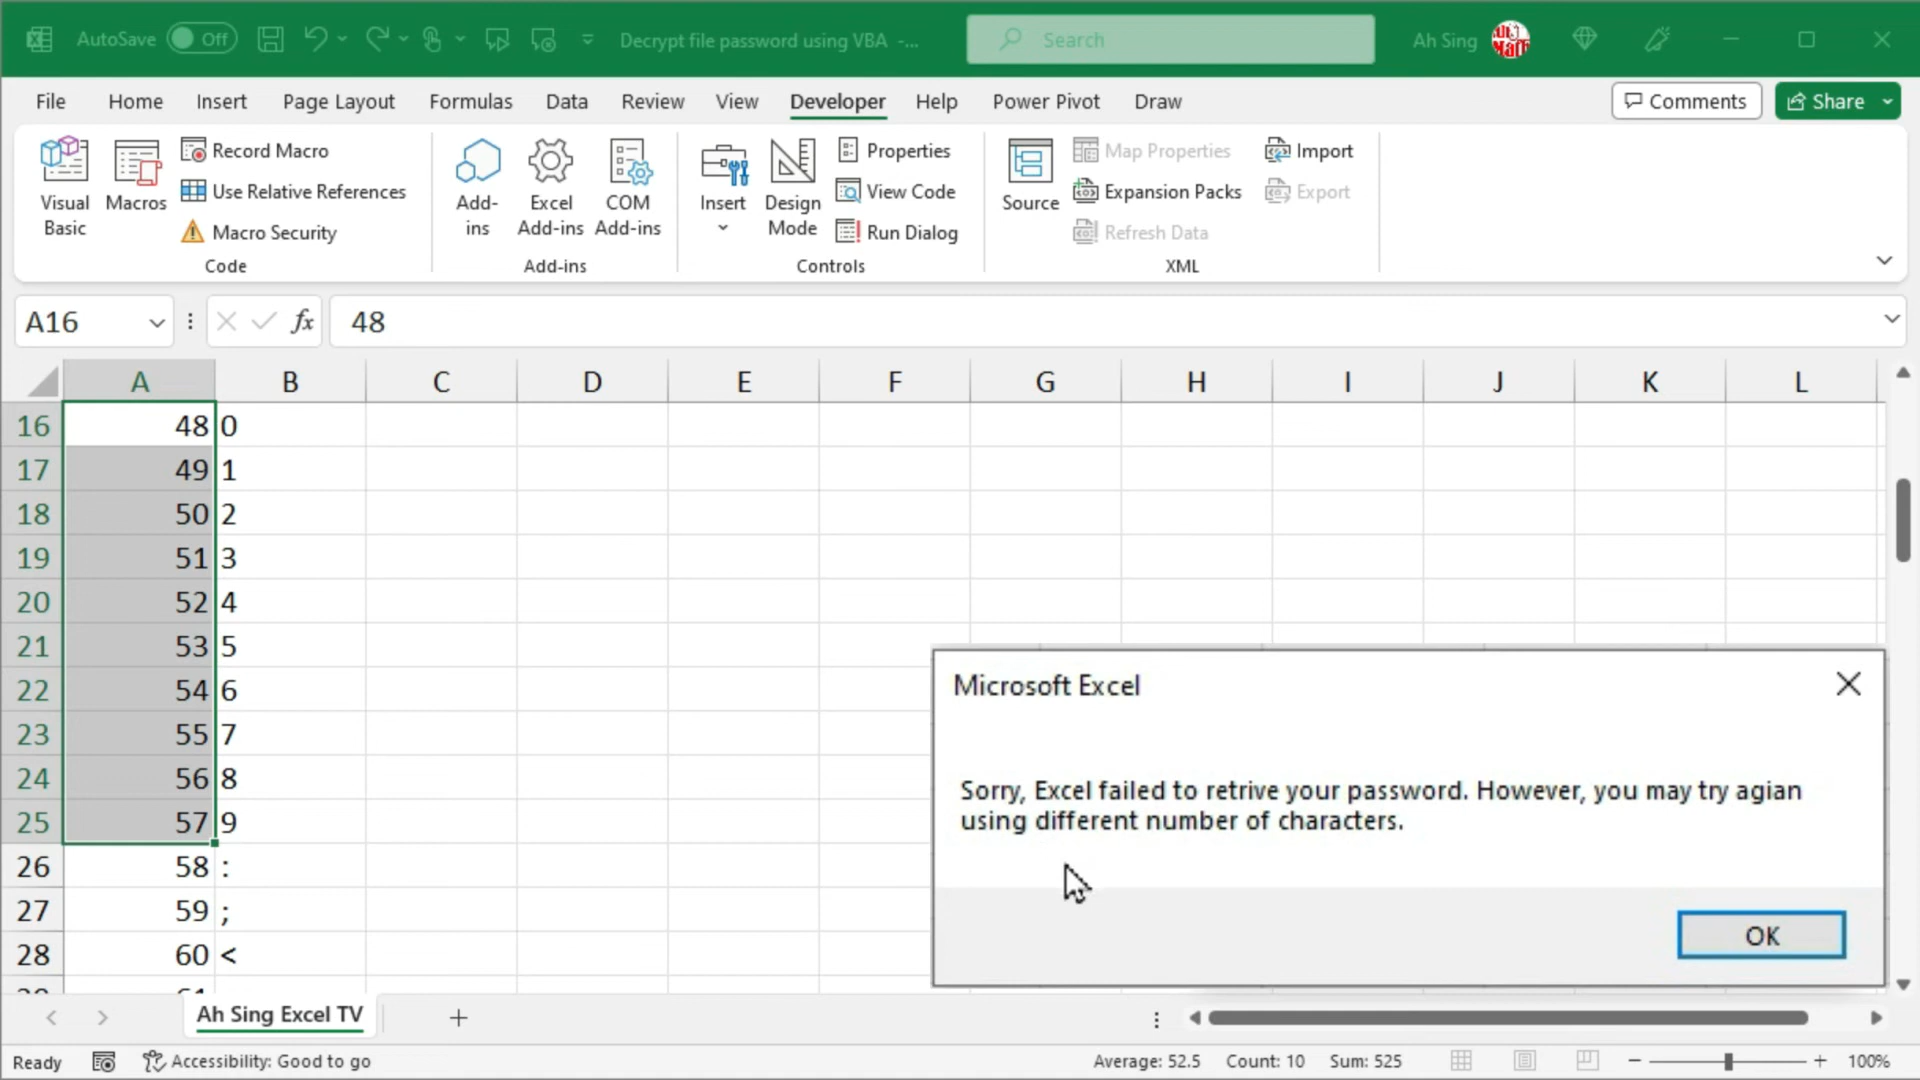 AutoSave Off Decrypt file password using VBA -... Search Ah Sing
File Home Insert Page Layout Formulas Data Review View Developer Help Power Pivot Draw Comments Share
Visual Basic
Macros
Record Macro
Use Relative References
Macro Security
Code
Add-ins
Excel Add-ins
COM Add-ins
Add-ins
Insert
Design Mode
Properties
View Code
Run Dialog
Controls
Source
Map Properties
Expansion Packs
Refresh Data
Import
Export
XML
A16 fx 48
A B C D E F G H I J K L
16 48 0
17 49 1
18 50 2
19 51 3
20 52 4
21 53 5
22 54 6
23 55 7
24 56 8
25 57 9
26 58 :
27 59 ;
28 60 <
Microsoft Excel
Sorry, Excel failed to retrive your password. However, you may try agian
using different number of characters.
OK
Ah Sing Excel TV
Ready Accessibility: Good to go Average: 52.5 Count: 10 Sum: 525 100%